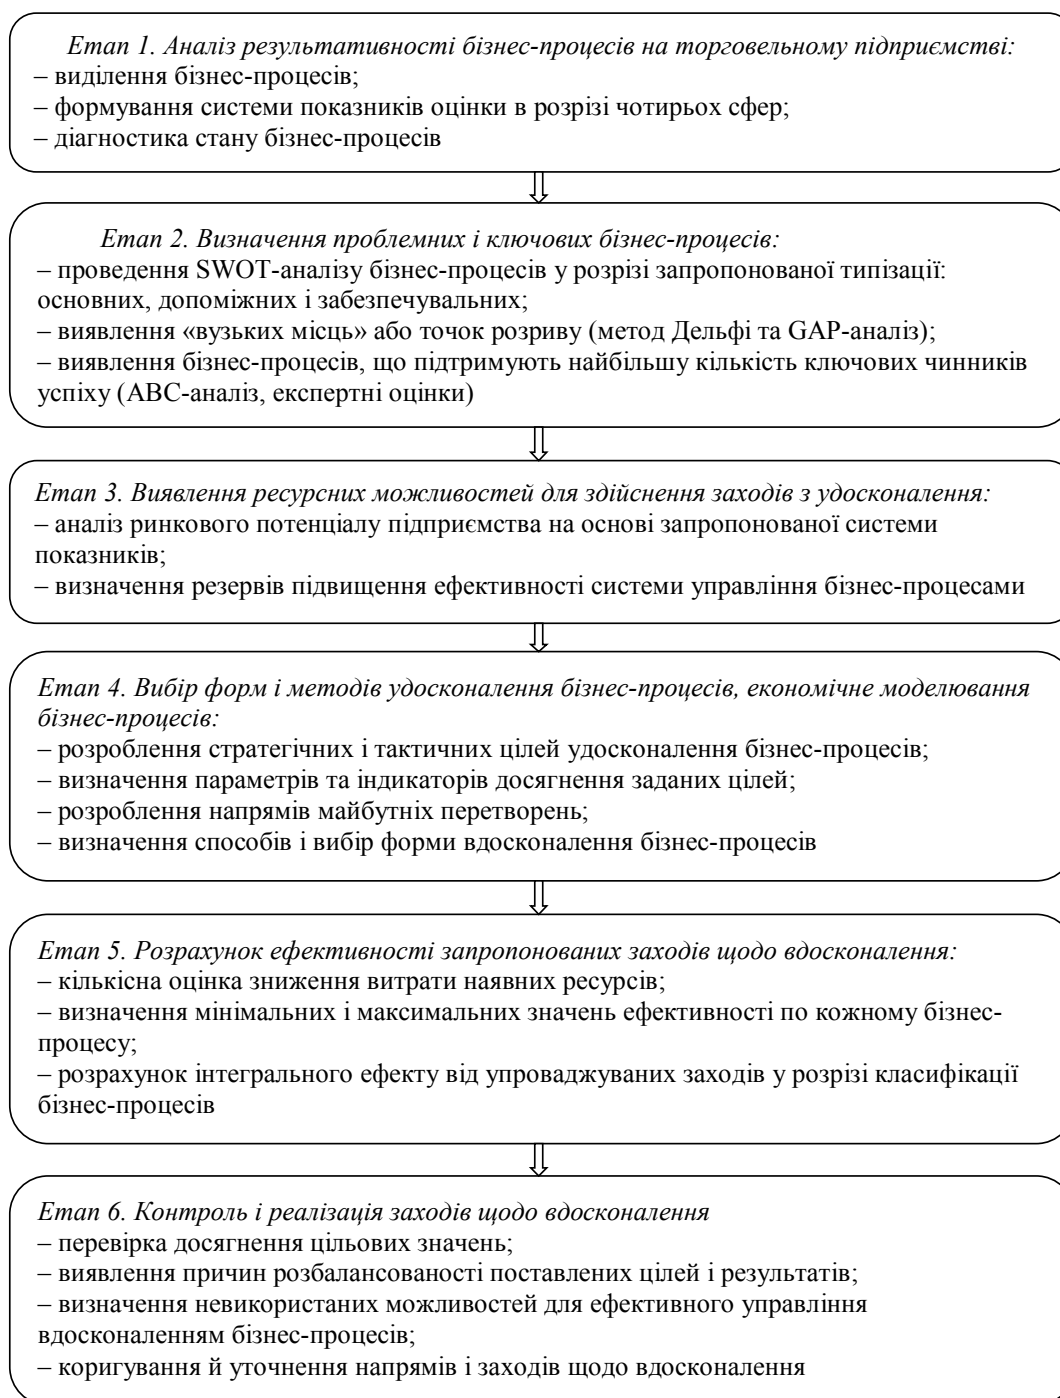 Етап 1. Аналіз результативності бізнес-процесів на торговельному підприємстві:
– виділення бізнес-процесів;
– формування системи показників оцінки в розрізі чотирьох сфер;
– діагностика стану бізнес-процесів
Етап 2. Визначення проблемних і ключових бізнес-процесів:
– проведення SWOT-аналізу бізнес-процесів у розрізі запропонованої типізації:
основних, допоміжних і забезпечувальних;
– виявлення «вузьких місць» або точок розриву (метод Дельфі та GAP-аналіз);
– виявлення бізнес-процесів, що підтримують найбільшу кількість ключових чинників
успіху (ABC-аналіз, експертні оцінки)
Етап 3. Виявлення ресурсних можливостей для здійснення заходів з удосконалення:
– аналіз ринкового потенціалу підприємства на основі запропонованої системи
показників;
– визначення резервів підвищення ефективності системи управління бізнес-процесами
Етап 4. Вибір форм і методів удосконалення бізнес-процесів, економічне моделювання
бізнес-процесів:
– розроблення стратегічних і тактичних цілей удосконалення бізнес-процесів;
– визначення параметрів та індикаторів досягнення заданих цілей;
– розроблення напрямів майбутніх перетворень;
– визначення способів і вибір форми вдосконалення бізнес-процесів
Етап 5. Розрахунок ефективності запропонованих заходів щодо вдосконалення:
– кількісна оцінка зниження витрати наявних ресурсів;
– визначення мінімальних і максимальних значень ефективності по кожному бізнес-
процесу;
– розрахунок інтегрального ефекту від упроваджуваних заходів у розрізі класифікації
бізнес-процесів
Етап 6. Контроль і реалізація заходів щодо вдосконалення
– перевірка досягнення цільових значень;
– виявлення причин розбалансованості поставлених цілей і результатів;
– визначення невикористаних можливостей для ефективного управління
вдосконаленням бізнес-процесів;
– коригування й уточнення напрямів і заходів щодо вдосконалення